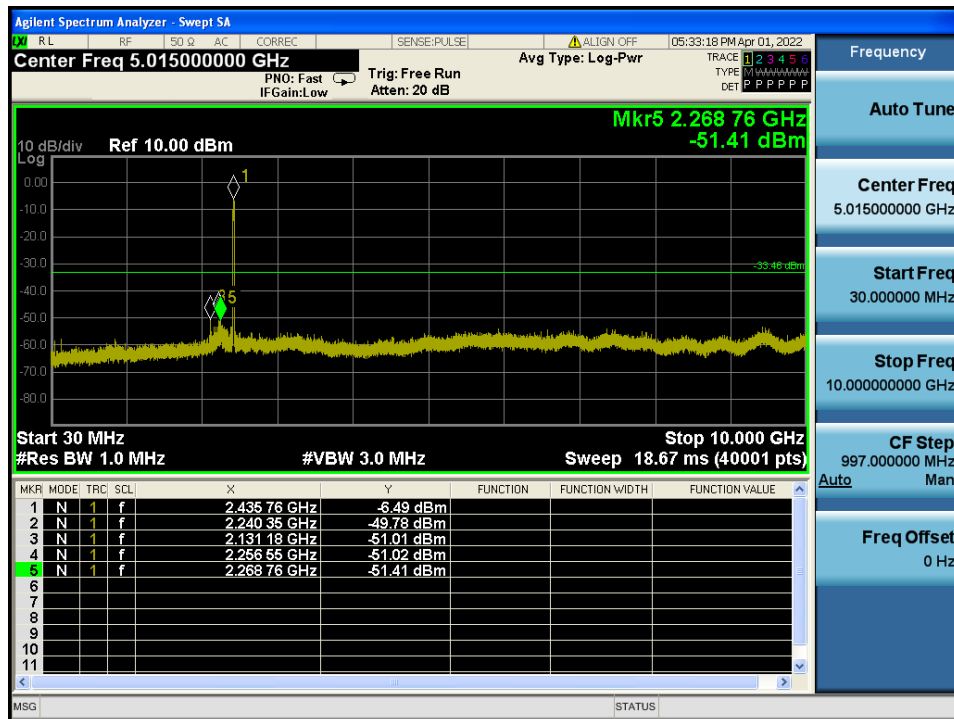 Agilent Spectrum Analyzer - Swept SA
LXI RL RF 50 Ω AC CORREC SENSE:PULSE ALIGN OFF 05:33:18 PM Apr 01, 2022
Center Freq 5.015000000 GHz
PNO: Fast
IFGain:Low
Trig: Free Run
Atten: 20 dB
Avg Type: Log-Pwr
TRACE 1 2 3 4 5 6
TYPE M W W W W W
DET P P P P P P
Mkr5 2.268 76 GHz
-51.41 dBm
10 dB/div Ref 10.00 dBm
Log
0.00
-10.0
-20.0
-30.0
-40.0
-50.0
-60.0
-70.0
-80.0
1
5
-33.46 dBm
Start 30 MHz Stop 10.000 GHz
#Res BW 1.0 MHz #VBW 3.0 MHz Sweep 18.67 ms (40001 pts)
MKR MODE TRC SCL X Y FUNCTION FUNCTION WIDTH FUNCTION VALUE
1 N 1 f 2.435 76 GHz -6.49 dBm
2 N 1 f 2.240 35 GHz -49.78 dBm
3 N 1 f 2.131 18 GHz -51.01 dBm
4 N 1 f 2.256 55 GHz -51.02 dBm
5 N 1 f 2.268 76 GHz -51.41 dBm
6
7
8
9
10
11
MSG STATUS
Frequency
Auto Tune
Center Freq
5.015000000 GHz
Start Freq
30.000000 MHz
Stop Freq
10.000000000 GHz
CF Step
997.000000 MHz
Auto Man
Freq Offset
0 Hz